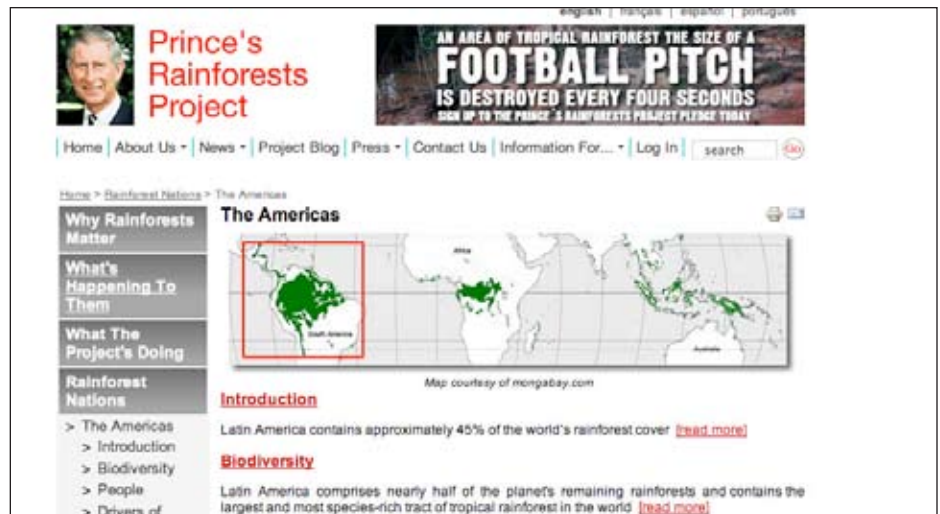 english | français | español | português
Prince's
Rainforests
Project
AN AREA OF TROPICAL RAINFOREST THE SIZE OF A
FOOTBALL PITCH
IS DESTROYED EVERY FOUR SECONDS
SIGN UP TO THE PRINCE'S RAINFORESTS PROJECT PLEDGE TODAY
Home | About Us | News | Project Blog | Press | Contact Us | Information For... | Log In | search GO
Home > Rainforest Nations > The Americas
Why Rainforests
Matter
What's
Happening To
Them
What The
Project's Doing
Rainforest
Nations
> The Americas
> Introduction
> Biodiversity
> People
> Drivers of
The Americas
Africa
South America
Australia
Map courtesy of mongabay.com
Introduction
Latin America contains approximately 45% of the world's rainforest cover [read more]
Biodiversity
Latin America comprises nearly half of the planet's remaining rainforests and contains the
largest and most species-rich tract of tropical rainforest in the world [read more]